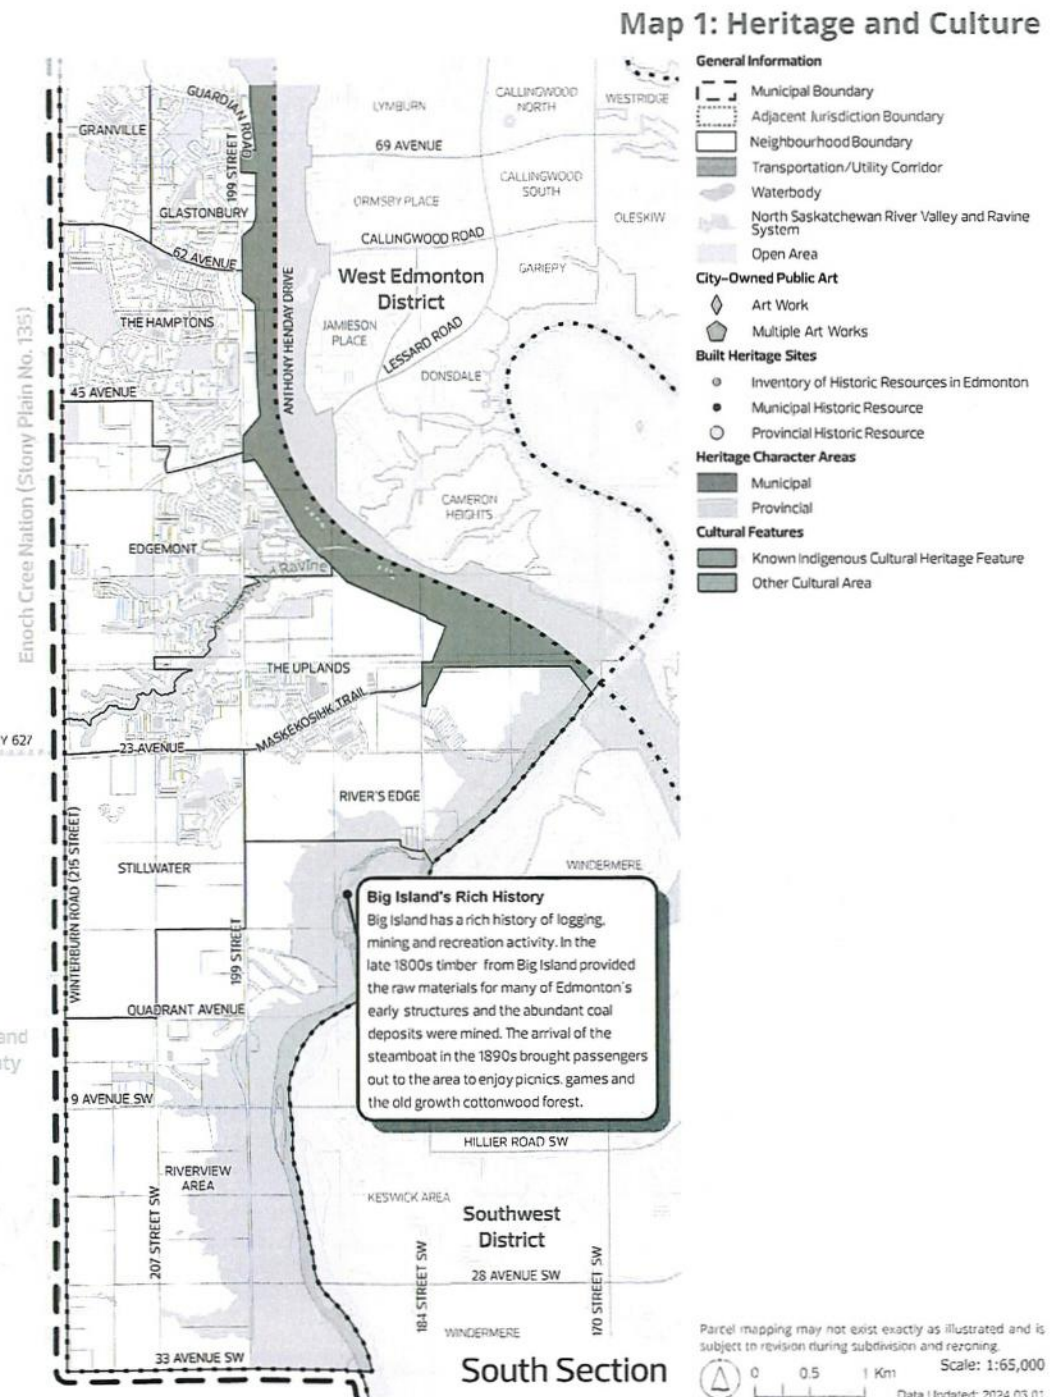 Map 1: Heritage and Culture
General Information
Municipal Boundary
Adjacent Jurisdiction Boundary
Neighbourhood Boundary
Transportation/Utility Corridor
Waterbody
North Saskatchewan River Valley and Ravine
System
Open Area
City-Owned Public Art
Art Work
Multiple Art Works
Built Heritage Sites
Inventory of Historic Resources in Edmonton
Municipal Historic Resource
Provincial Historic Resource
Heritage Character Areas
Municipal
Provincial
Cultural Features
Known Indigenous Cultural Heritage Feature
Other Cultural Area
GUARDIAN ROAD
LYMBURN
CALLINGWOOD
NORTH
WESTRIDGE
GRANVILLE
199 STREET
69 AVENUE
CALLINGWOOD
SOUTH
ORMSBY PLACE
GLASTONBURY
OLESKIW
CALLINGWOOD ROAD
62 AVENUE
GARIEPY
West Edmonton
District
ANTHONY HENDAY DRIVE
THE HAMPTONS
JAMIESON
PLACE
LESSARD ROAD
DONSDALE
45 AVENUE
Enoch Cree Nation (Stony Plain No. 135)
CAMERON
HEIGHTS
EDGEMONT
Ravine
THE UPLANDS
MASKEKOSIHK TRAIL
Y 627
23 AVENUE
RIVER'S EDGE
WINTERBURN ROAD (215 STREET)
STILLWATER
WINDERMERE
199 STREET
Big Island's Rich History
Big Island has a rich history of logging,
mining and recreation activity. In the
late 1800s timber from Big Island provided
the raw materials for many of Edmonton's
early structures and the abundant coal
deposits were mined. The arrival of the
steamboat in the 1890s brought passengers
out to the area to enjoy picnics, games and
the old growth cottonwood forest.
QUADRANT AVENUE
and
nty
9 AVENUE SW
HILLIER ROAD SW
RIVERVIEW
AREA
KESWICK AREA
207 STREET SW
Southwest
District
184 STREET SW
28 AVENUE SW
170 STREET SW
WINDERMERE
33 AVENUE SW
South Section
Parcel mapping may not exist exactly as illustrated and is
subject to revision during subdivision and rezoning.
Scale: 1:65,000
0 0.5 1 Km
Data Updated: 2024.03.01